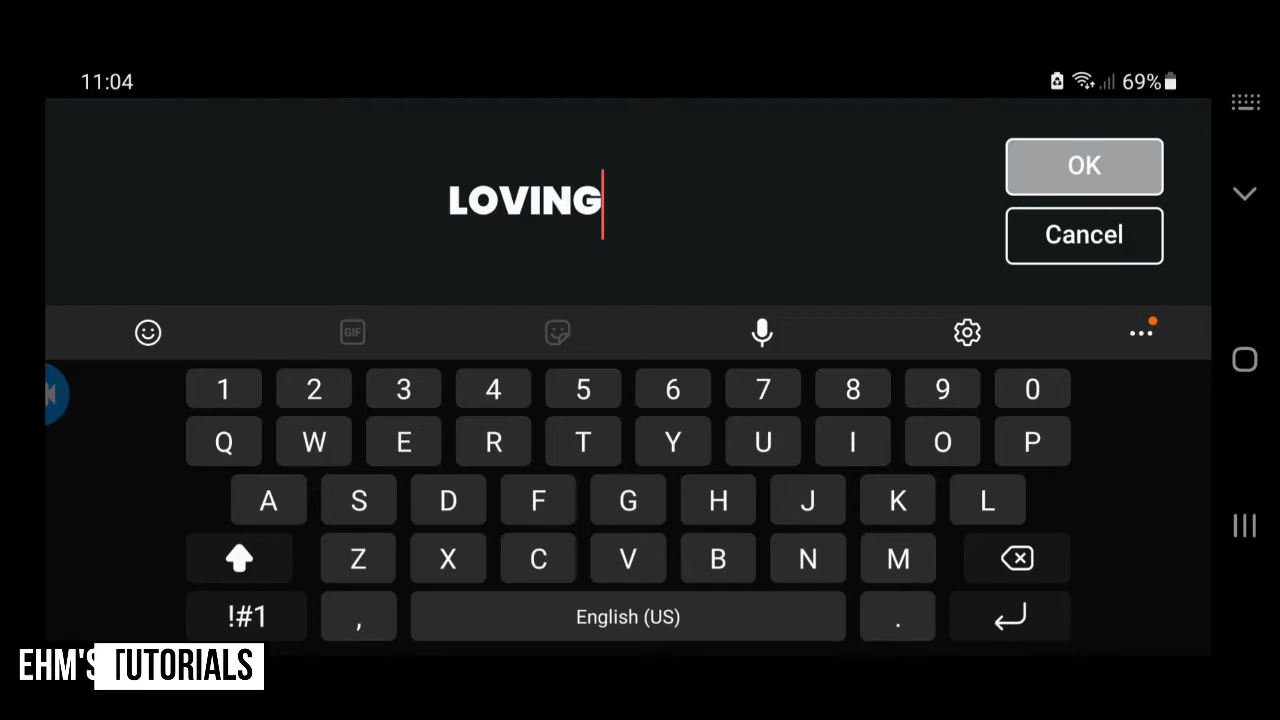 11:04
69%
LOVING
OK
Cancel
GIF
1 2 3 4 5 6 7 8 9 0
Q W E R T Y U I O P
A S D F G H J K L
Z X C V B N M
!#1 , English (US) .
EHM'S TUTORIALS